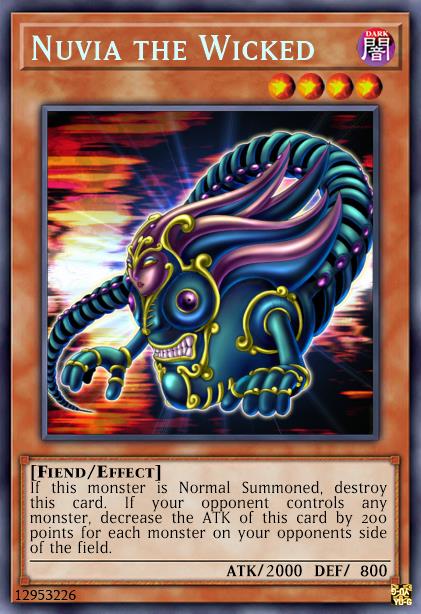 Nuvia the Wicked
DARK
闇
[Fiend/Effect]
If this monster is Normal Summoned, destroy
this card. If your opponent controls any
monster, decrease the ATK of this card by 200
points for each monster on your opponents side
of the field.
ATK/2000 DEF/ 800
12953226